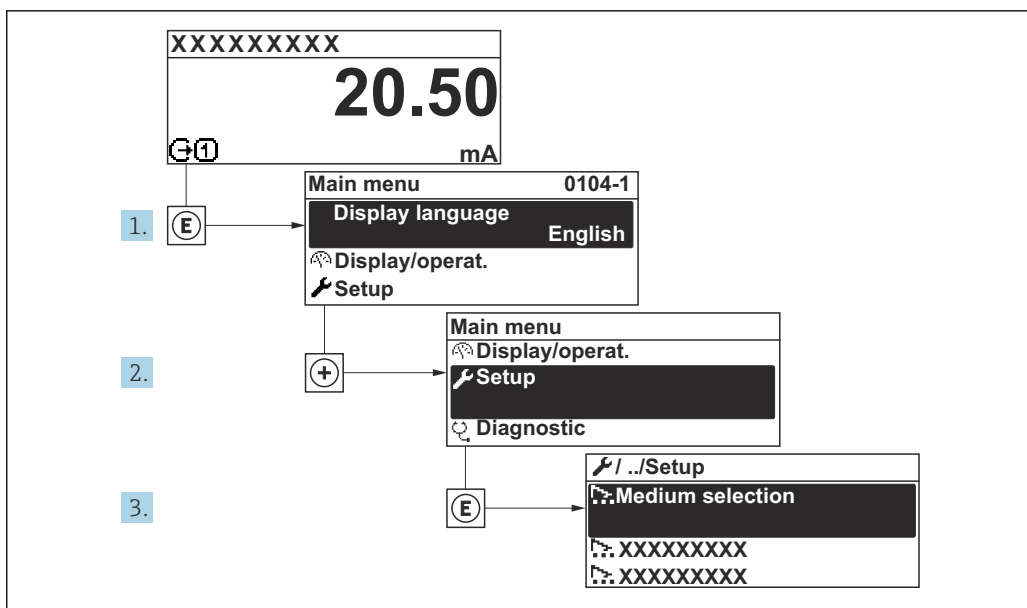 XXXXXXXXX
20.50
1 mA
Main menu 0104-1
1. E
Display language
English
Display/operat.
Setup
Main menu
Display/operat.
2. +
Setup
Diagnostic
/ ../Setup
3. E
Medium selection
XXXXXXXXX
XXXXXXXXX